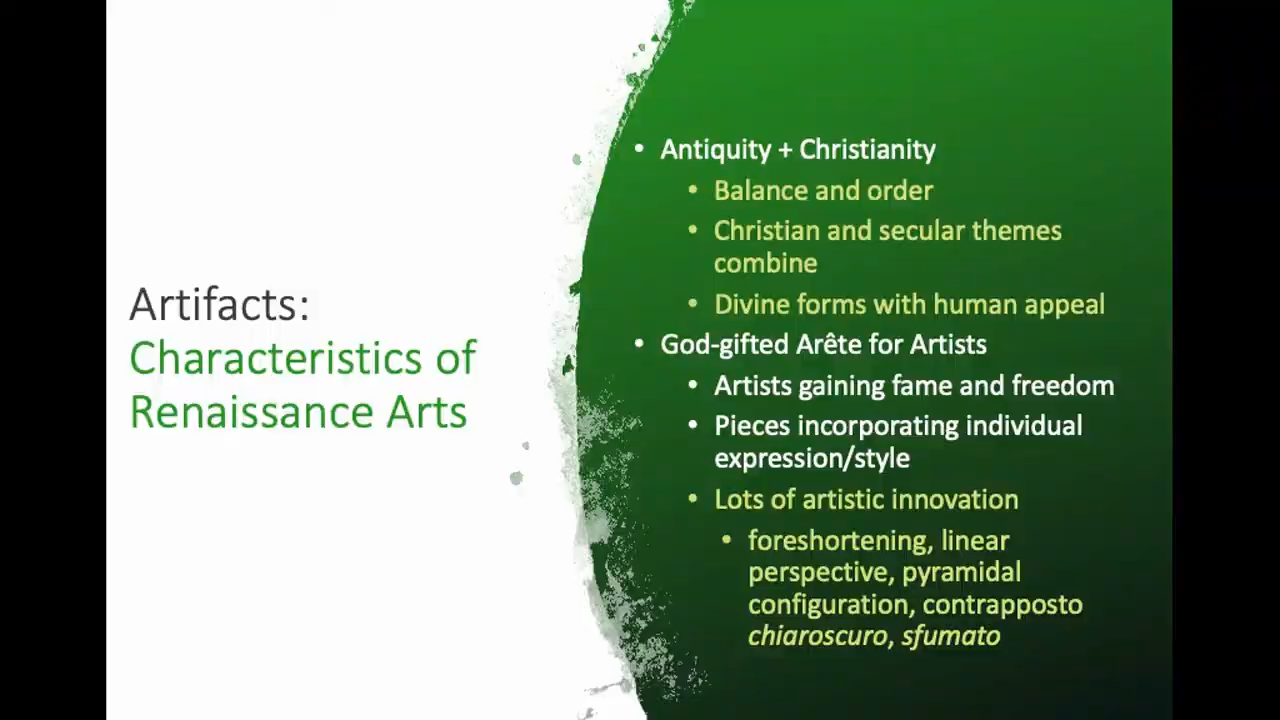 Artifacts:
Characteristics of
Renaissance Arts
• Antiquity + Christianity
• Balance and order
• Christian and secular themes
combine
• Divine forms with human appeal
• God-gifted Arête for Artists
• Artists gaining fame and freedom
• Pieces incorporating individual
expression/style
• Lots of artistic innovation
• foreshortening, linear
perspective, pyramidal
configuration, contrapposto
chiaroscuro, sfumato